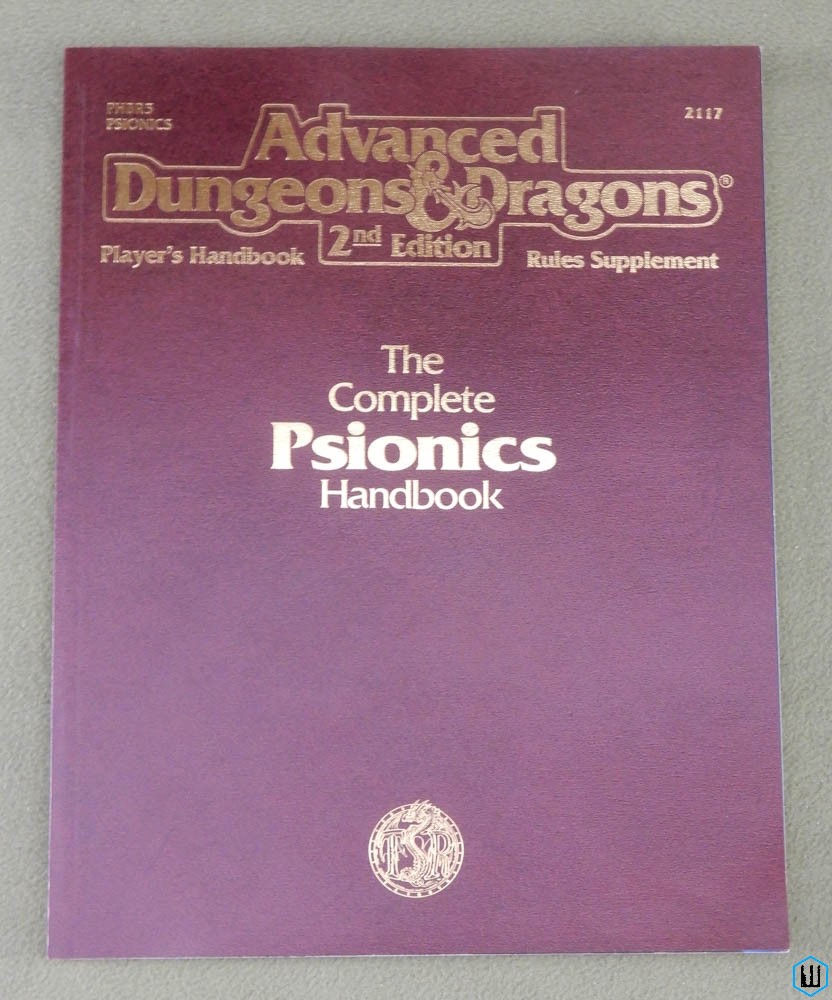 PHBR5
PSIONICS
2117
Advanced
Dungeons & Dragons®
2nd Edition
Player's Handbook
Rules Supplement
The
Complete
Psionics
Handbook
TSR
W